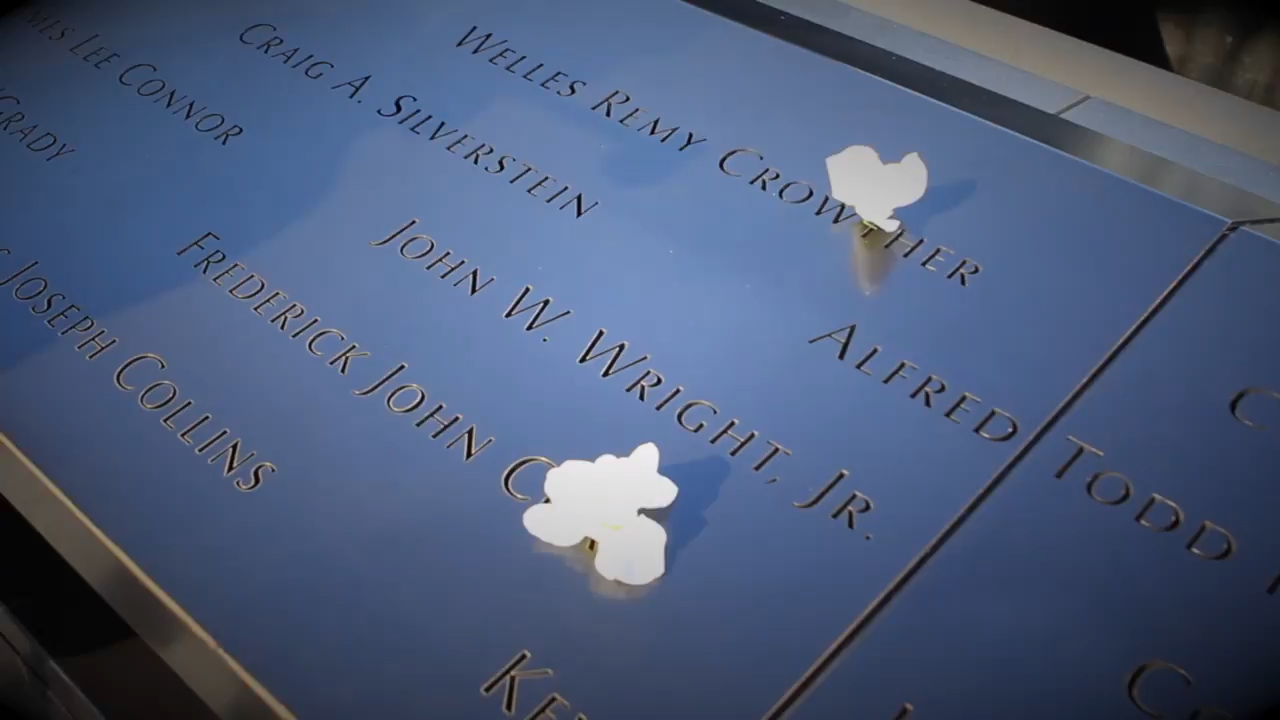 LEE CONNOR
CRAIG A. SILVERSTEIN
WELLES REMY CROWTHER
GRADY
JOSEPH COLLINS
FREDERICK JOHN
JOHN W. WRIGHT, JR.
ALFRED TODD